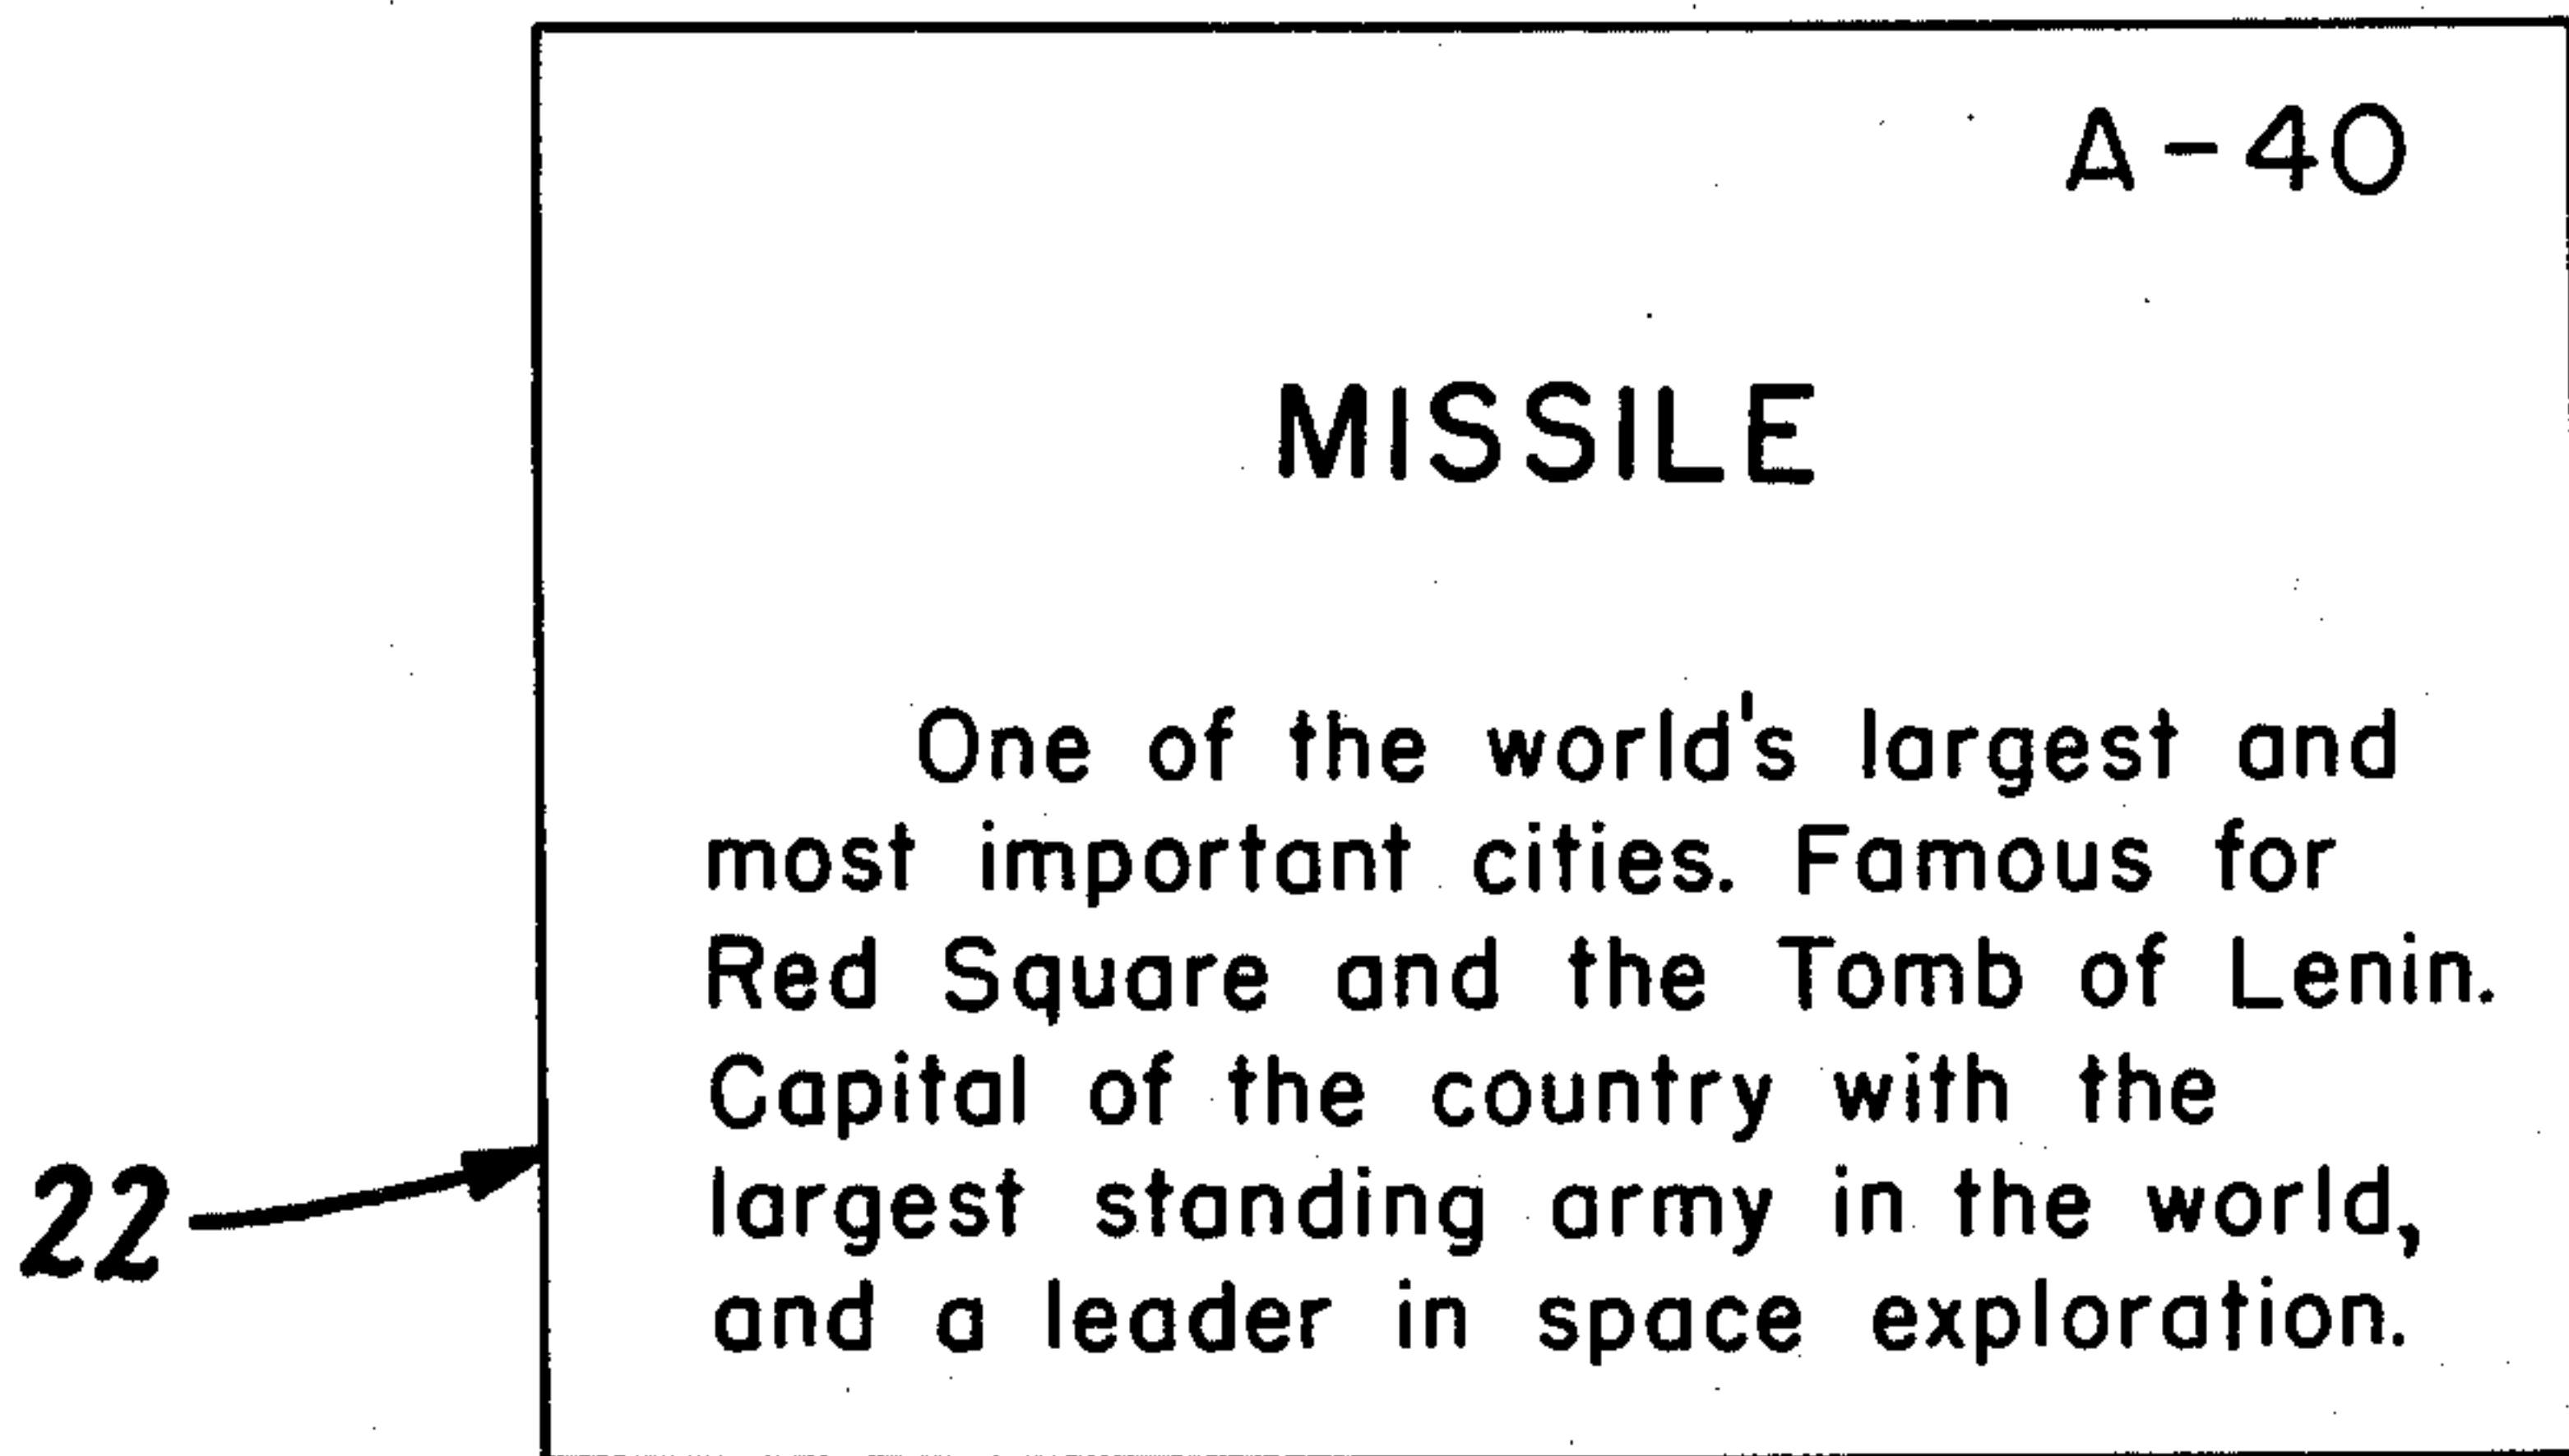 A-40
MISSILE
One of the world's largest and
most important cities. Famous for
Red Square and the Tomb of Lenin.
Capital of the country with the
largest standing army in the world,
and a leader in space exploration.
22